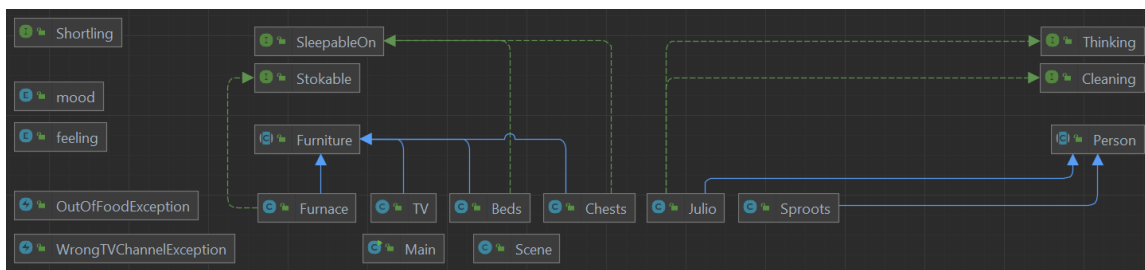 Shortling
SleepableOn
Thinking
Stokable
Cleaning
mood
feeling
Furniture
Person
OutOfFoodException
Furnace
TV
Beds
Chests
Julio
Sproots
WrongTVChannelException
Main
Scene